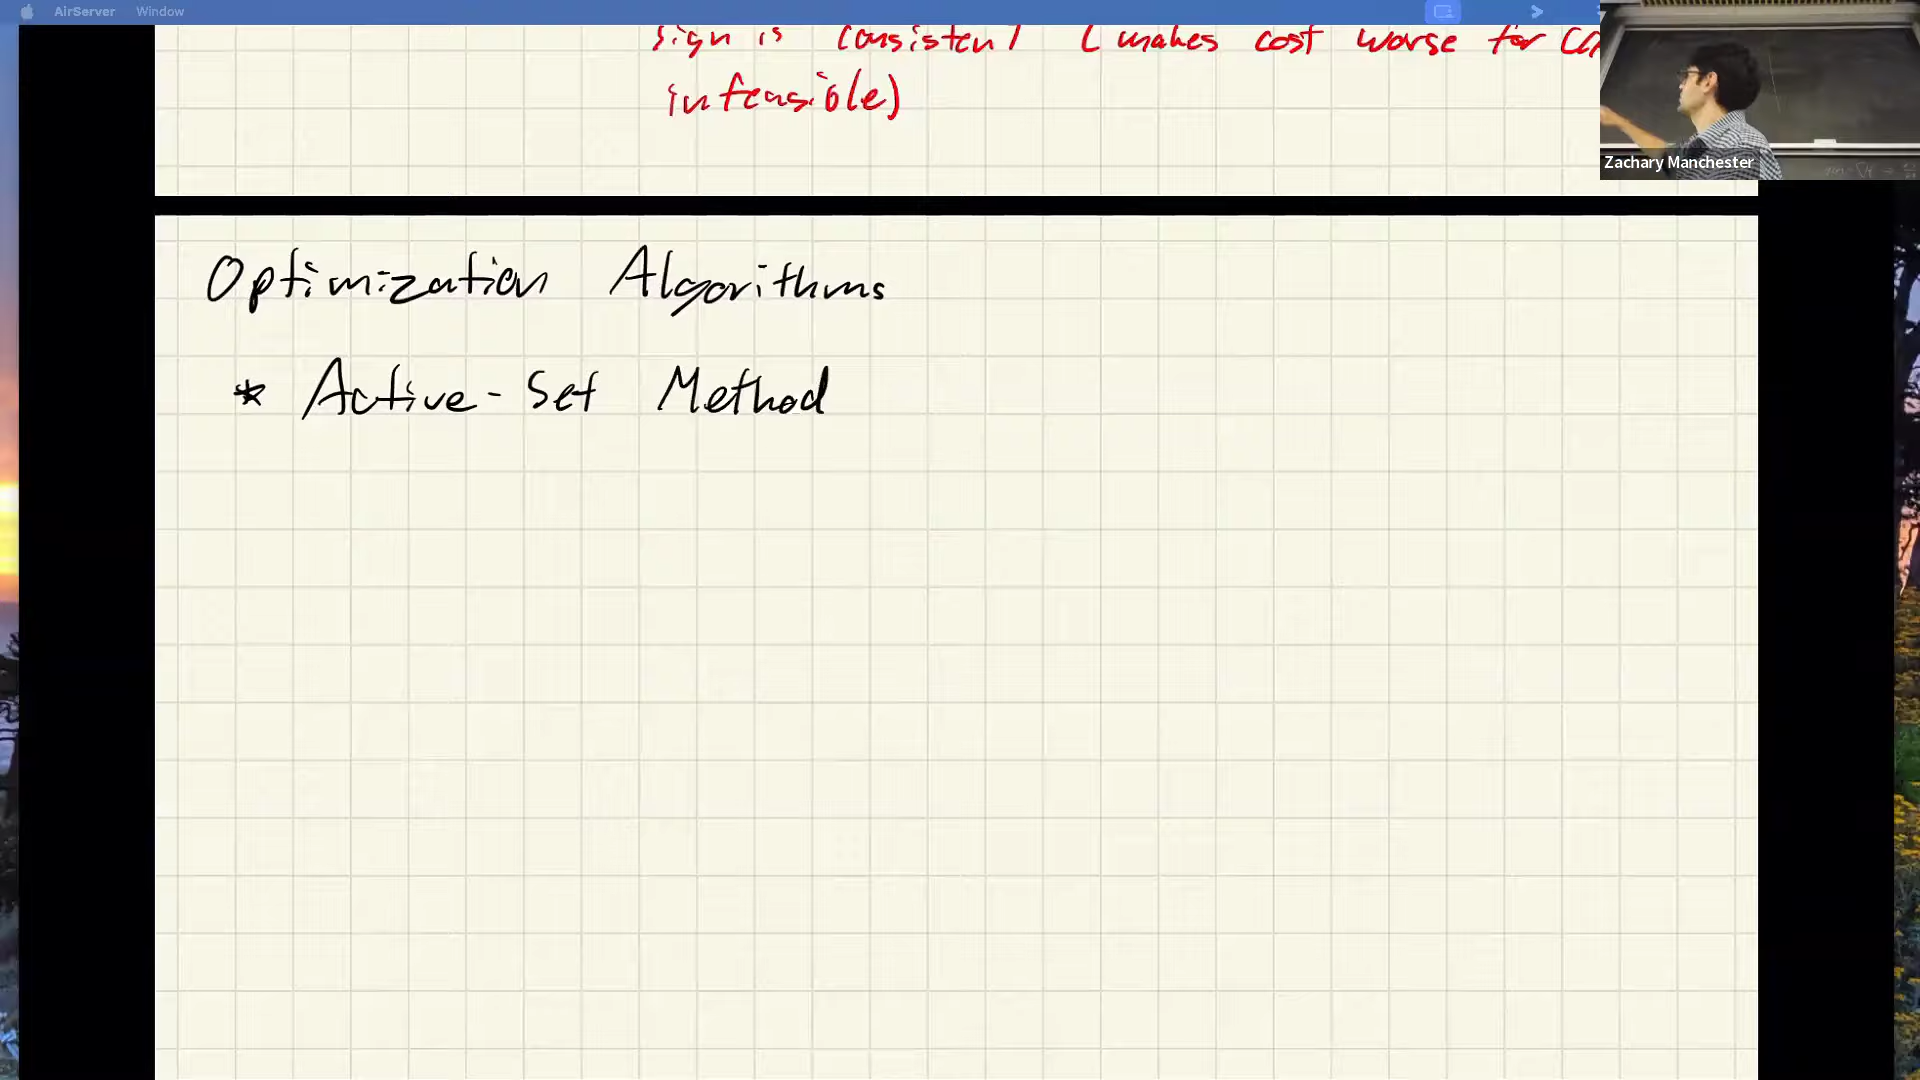 AirServer Window
sign is consistent (makes cost worse for
infeasible)
Zachary Manchester
Optimization Algorithms
* Active-Set Method